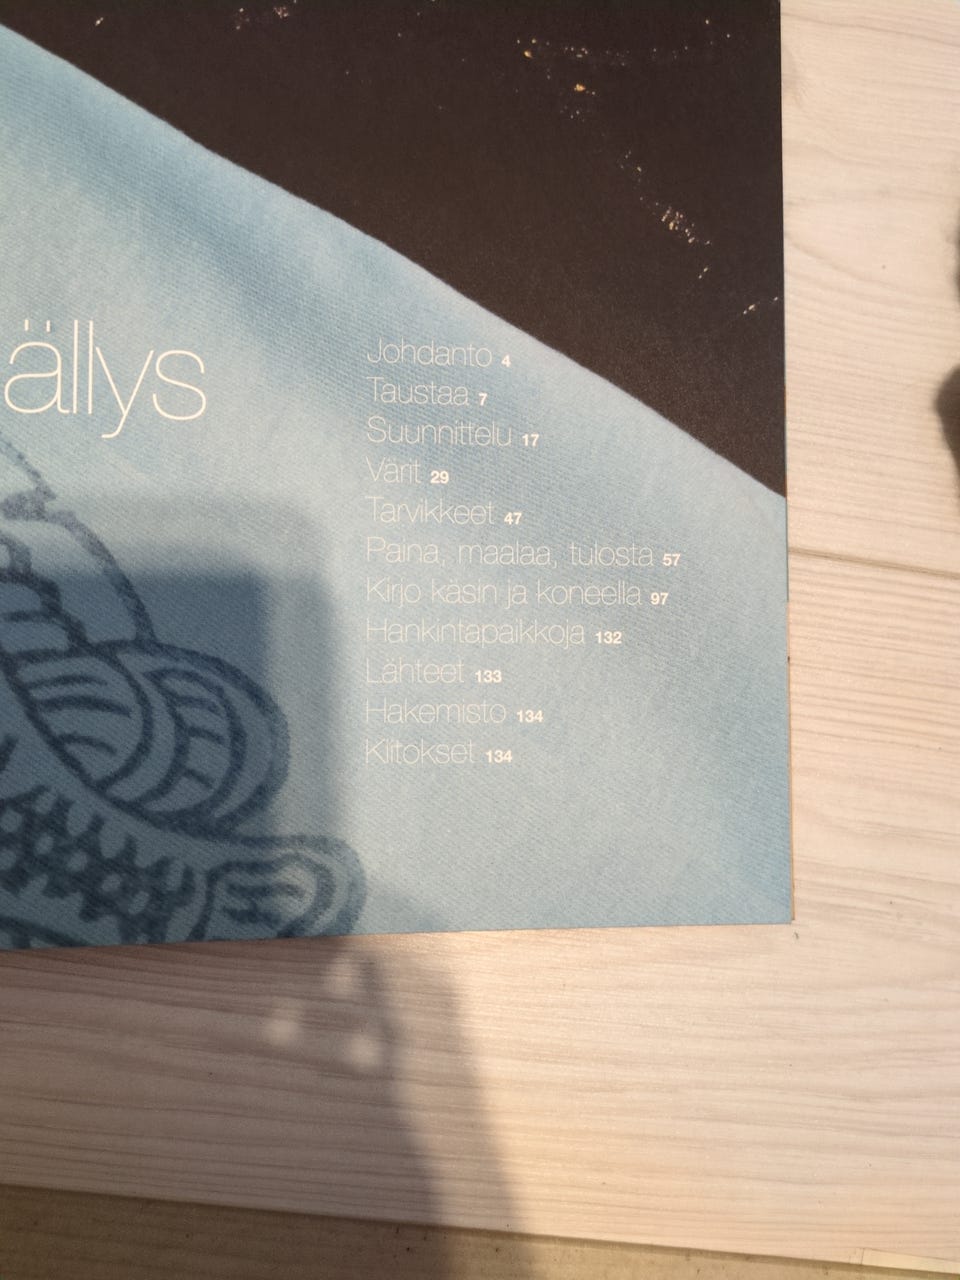 ällys
Johdanto 4
Taustaa 7
Suunnittelu 17
Värit 29
Tarvikkeet 47
Paina, maalaa, tulosta 57
Kirjo käsin ja koneella 97
Hankintapaikkoja 132
Lähteet 133
Hakemisto 134
Kiitokset 134